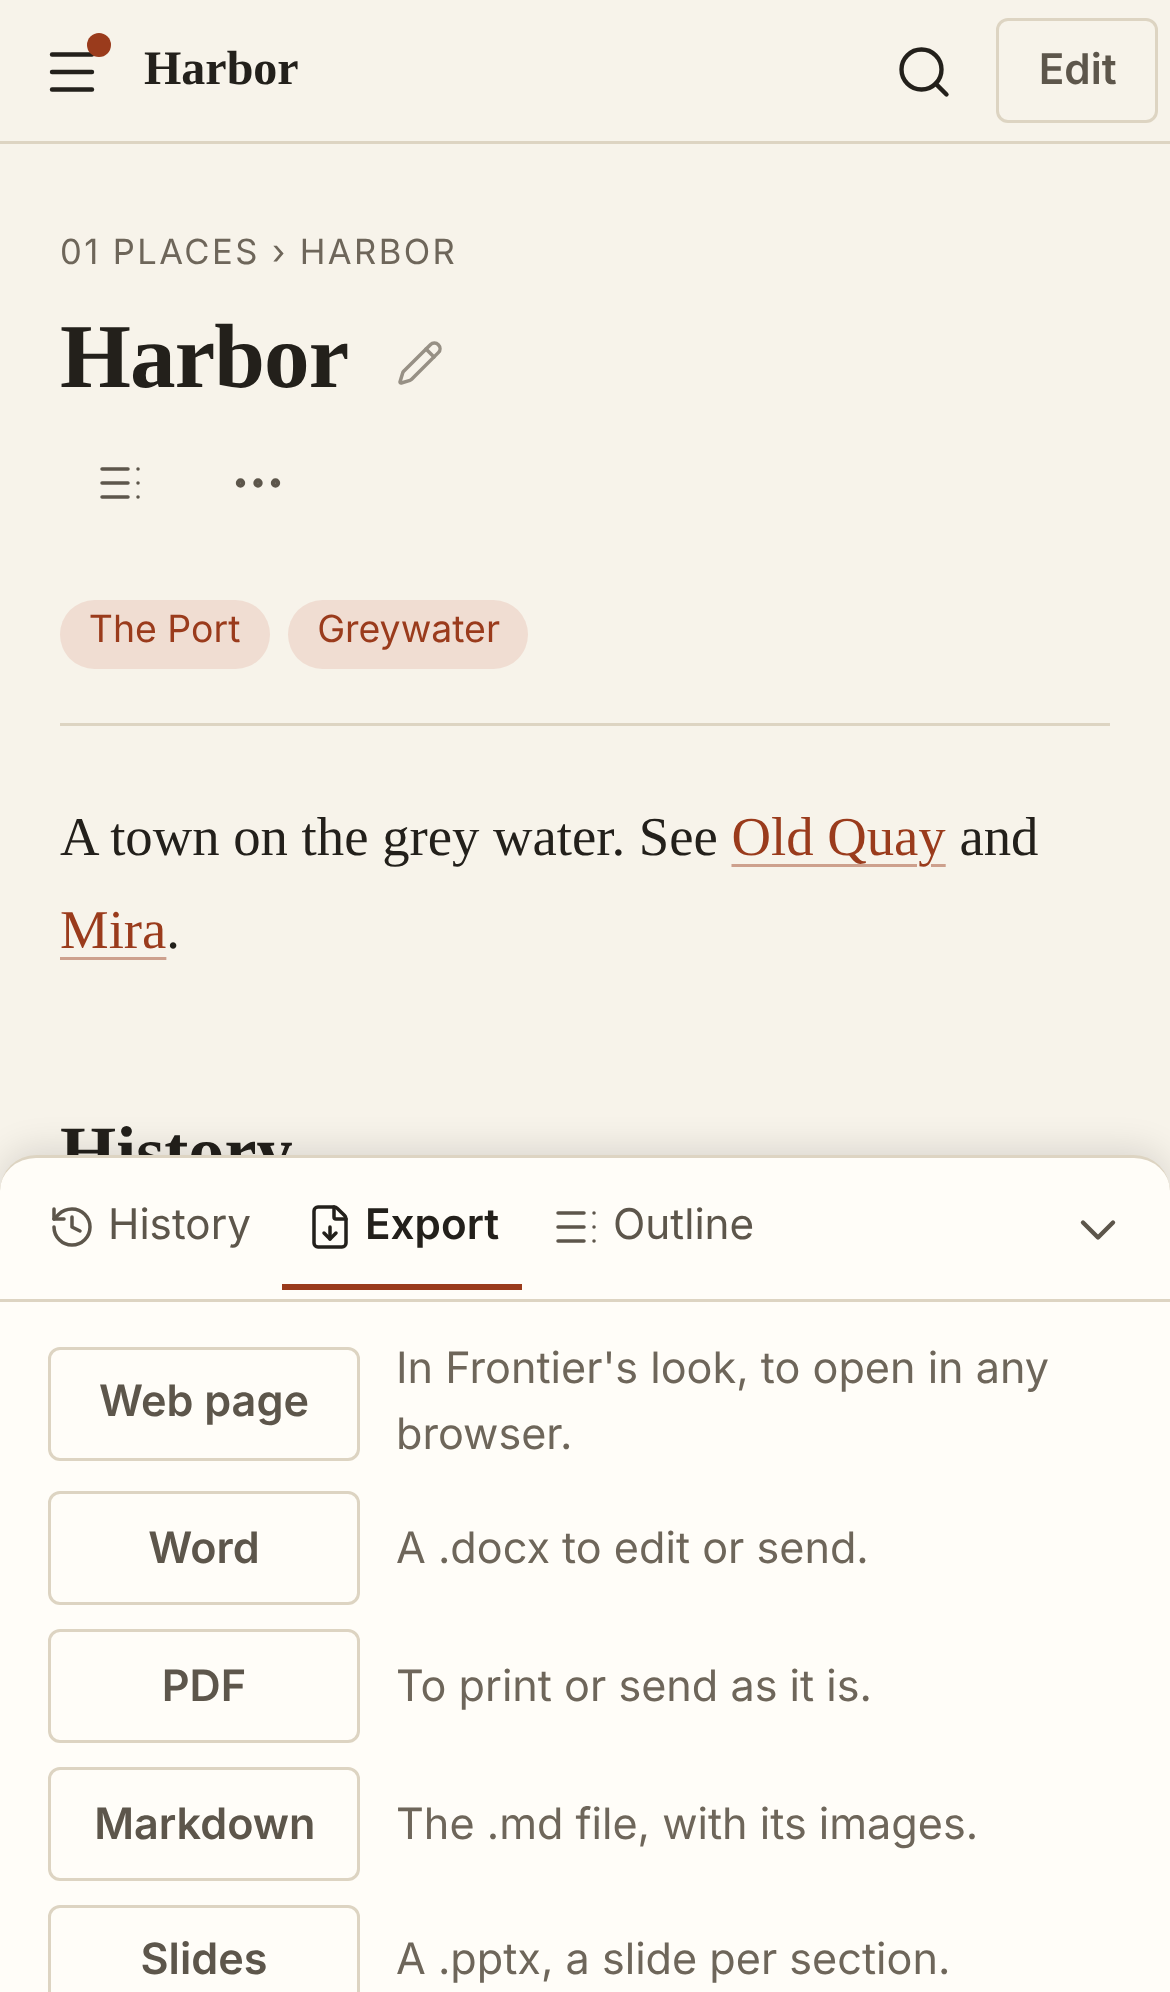 Harbor
Edit
01 PLACES › HARBOR
Harbor
The Port
Greywater
A town on the grey water. See Old Quay and
Mira.
History
History
Export
Outline
Web page
In Frontier's look, to open in any
browser.
Word
A .docx to edit or send.
PDF
To print or send as it is.
Markdown
The .md file, with its images.
Slides
A .pptx, a slide per section.